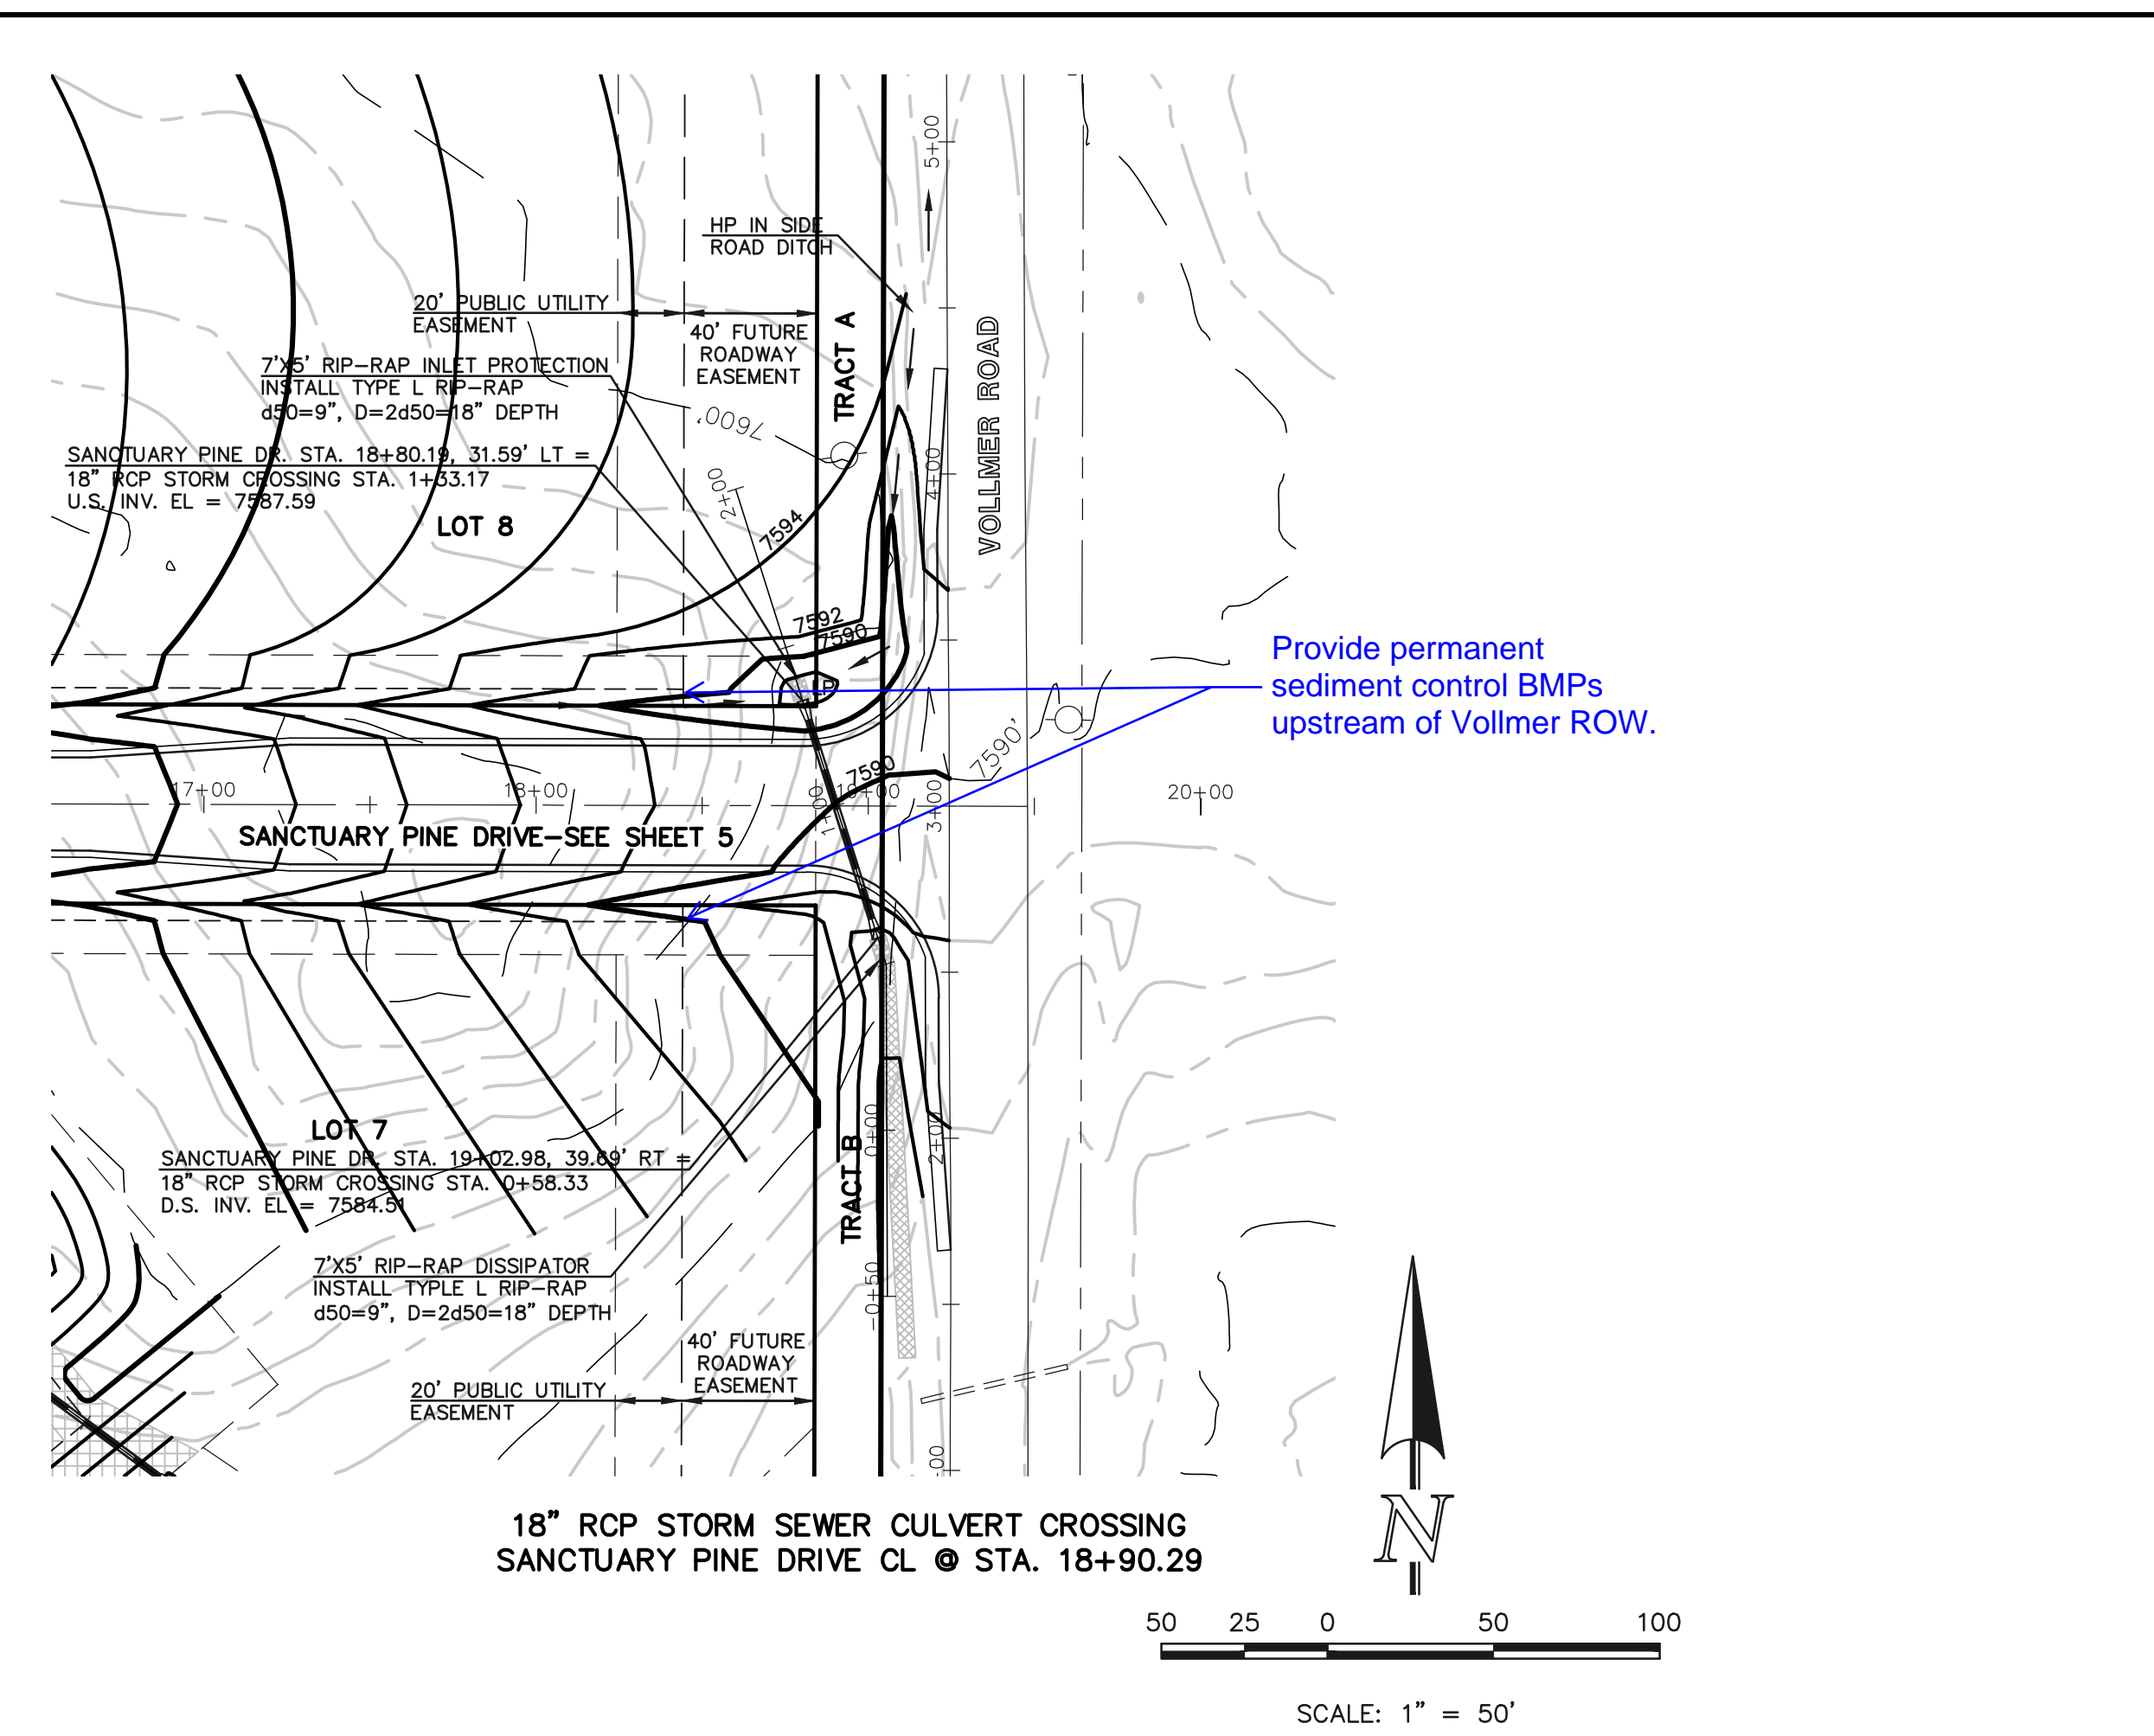 5+00
HP IN SIDE
ROAD DITCH
20' PUBLIC UTILITY
EASEMENT
40' FUTURE
ROADWAY
EASEMENT
TRACT A
VOLLMER ROAD
7'X5' RIP-RAP INLET PROTECTION
INSTALL TYPE L RIP-RAP
d50=9", D=2d50=18" DEPTH
7600'
SANCTUARY PINE DR. STA. 18+80.19, 31.59' LT =
18" RCP STORM CROSSING STA. 1+33.17
U.S. INV. EL = 7587.59
LOT 8
2+00
4+00
7594
7592
7590
LP
Provide permanent
sediment control BMPs
upstream of Vollmer ROW.
7590'
7590
17+00
18+00
1+00
19+00
3+00
20+00
SANCTUARY PINE DRIVE-SEE SHEET 5
LOT 7
SANCTUARY PINE DR. STA. 19+02.98, 39.69' RT =
18" RCP STORM CROSSING STA. 0+58.33
D.S. INV. EL = 7584.51
TRACT B
0+00
2+00
7'X5' RIP-RAP DISSIPATOR
INSTALL TYPLE L RIP-RAP
d50=9", D=2d50=18" DEPTH
-0+50
40' FUTURE
ROADWAY
EASEMENT
20' PUBLIC UTILITY
EASEMENT
+00
18" RCP STORM SEWER CULVERT CROSSING
SANCTUARY PINE DRIVE CL @ STA. 18+90.29
N
50 25 0 50 100
SCALE: 1" = 50'